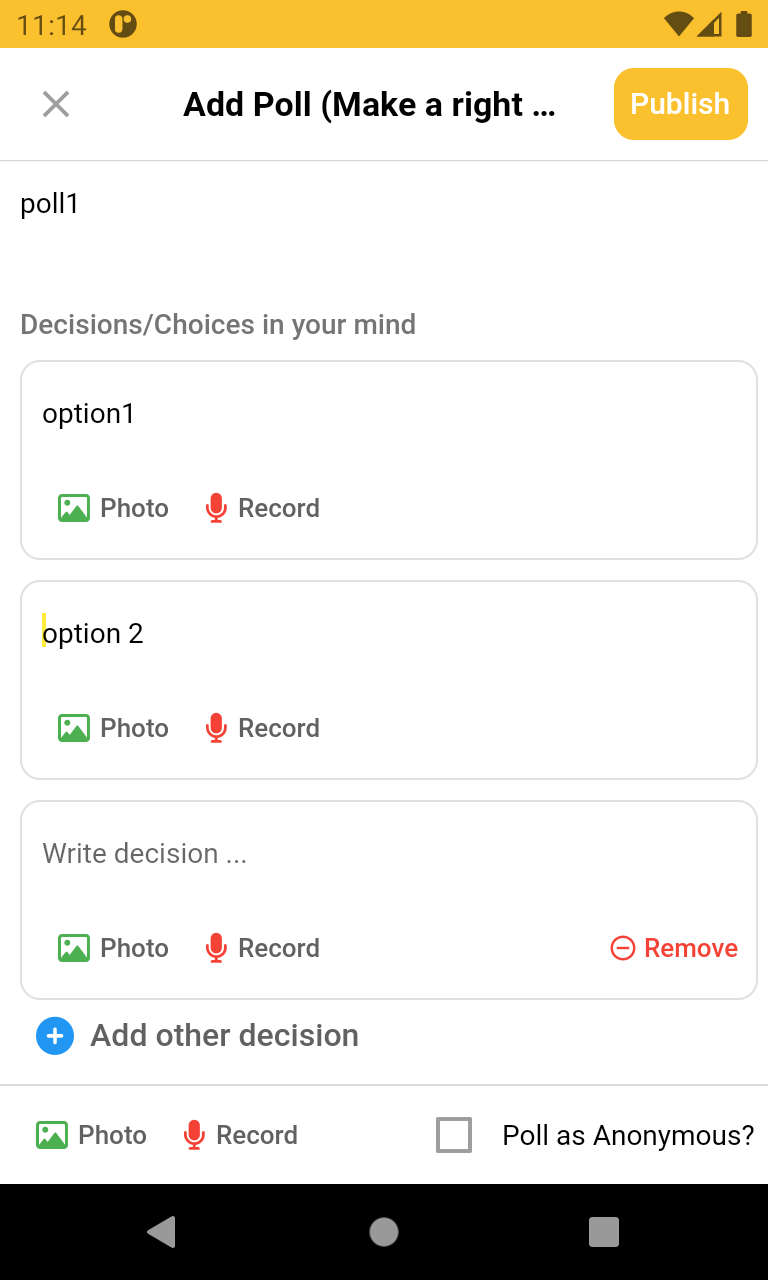 11:14
Add Poll (Make a right ...
Publish
poll1
Decisions/Choices in your mind
option1
Photo Record
option 2
Photo Record
Write decision ...
Photo Record Remove
Add other decision
Photo Record Poll as Anonymous?